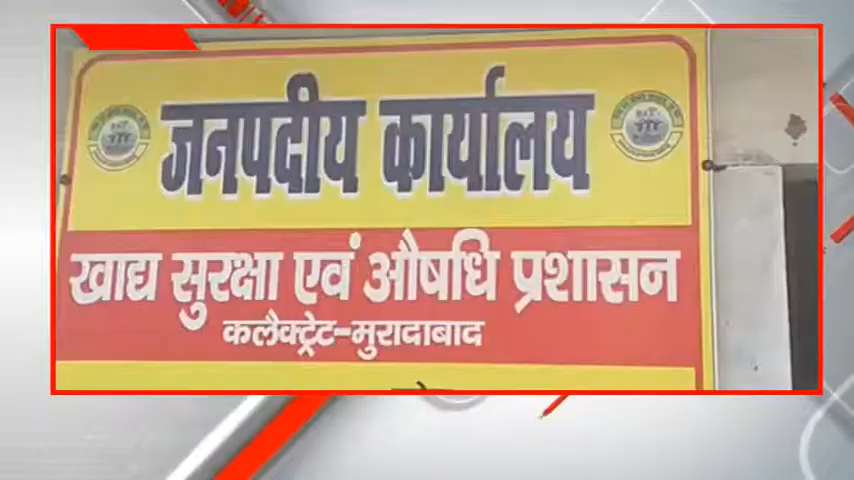 जनपदीय कार्यालय
खाद्य सुरक्षा एवं औषधि प्रशासन
कलैक्ट्रेट-मुरादाबाद